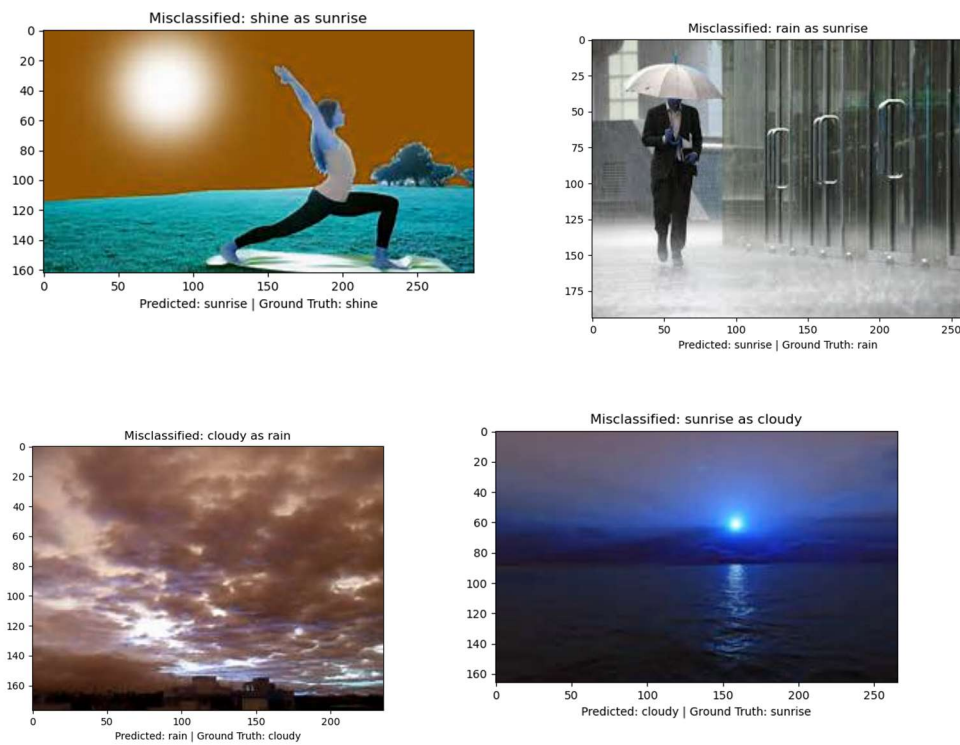 Misclassified: shine as sunrise
0
20
40
60
80
100
120
140
160
0 50 100 150 200 250
Predicted: sunrise | Ground Truth: shine
Misclassified: rain as sunrise
0
25
50
75
100
125
150
175
0 50 100 150 200 250
Predicted: sunrise | Ground Truth: rain
Misclassified: cloudy as rain
0
20
40
60
80
100
120
140
160
0 50 100 150 200
Predicted: rain | Ground Truth: cloudy
Misclassified: sunrise as cloudy
0
20
40
60
80
100
120
140
160
0 50 100 150 200 250
Predicted: cloudy | Ground Truth: sunrise